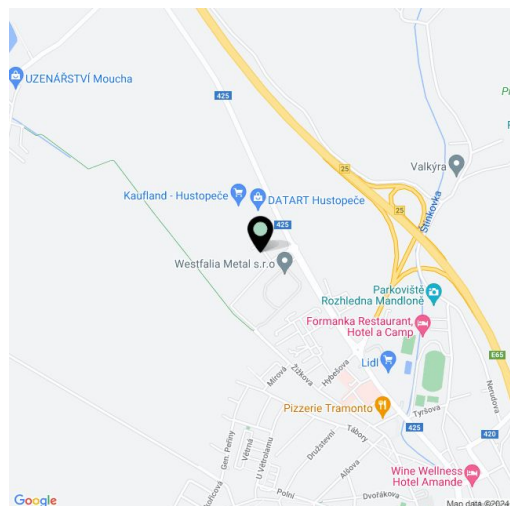 UZENÁŘSTVÍ Moucha
425
25
Valkýra
Kaufland - Hustopeče
DATART Hustopeče
25
Štinkovka
425
Westfalia Metal s.r.o
Parkoviště
Rozhledna Mandloně
Formanka Restaurant,
Hotel a Camp
E65
Lidl
Hybešova
Žižkova
Mírová
Nerudova
Pizzerie Tramonto
Tyršova
425
420
Tábory
Družstevní
Gen. Peřiny
Větrná
U Větrolamu
Alšova
Wine Wellness
Hotel Amande
Polní
Dvořákova
Google
Map data ©2024